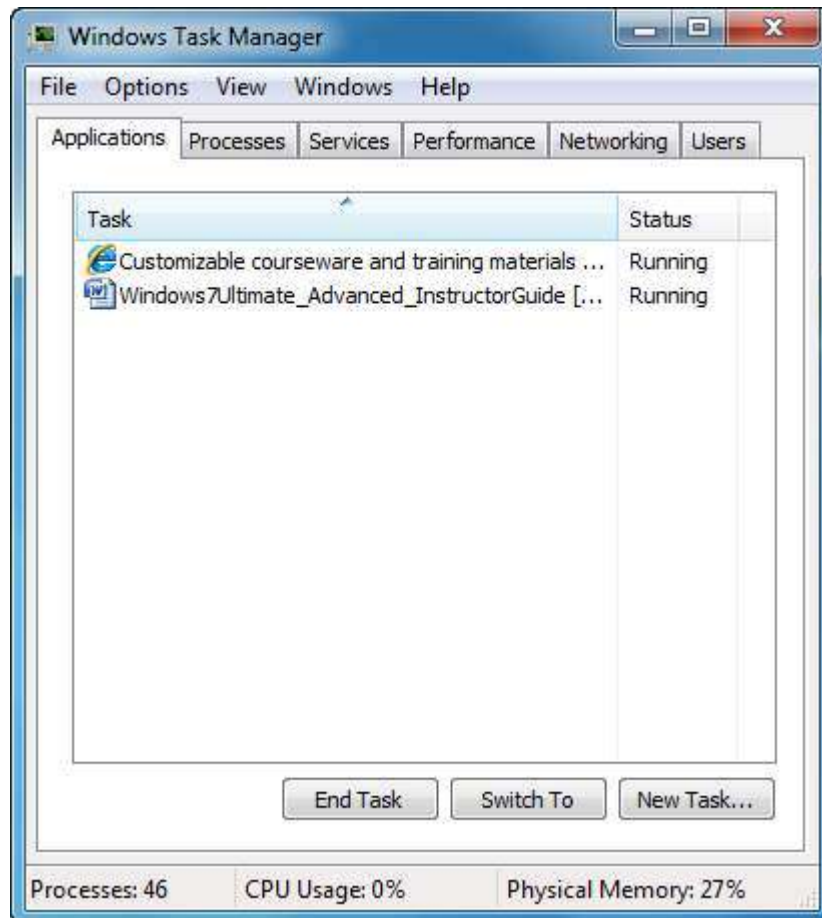 Windows Task Manager
File Options View Windows Help
Applications Processes Services Performance Networking Users
Task Status
Customizable courseware and training materials ... Running
Windows7Ultimate_Advanced_InstructorGuide [... Running
End Task Switch To New Task...
Processes: 46 CPU Usage: 0% Physical Memory: 27%